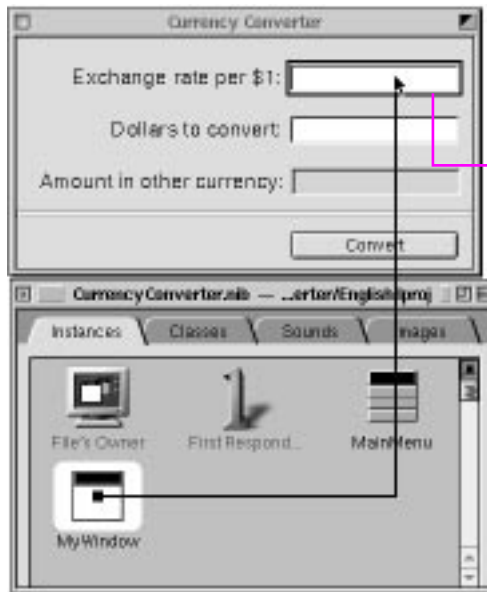 Currency Converter
Exchange rate per $1:
Dollars to convert:
Amount in other currency:
Convert
CurrencyConverter.nib — ...erter/English.lproj
Instances Classes Sounds Images
File's Owner First Respond... MainMenu
MyWindow